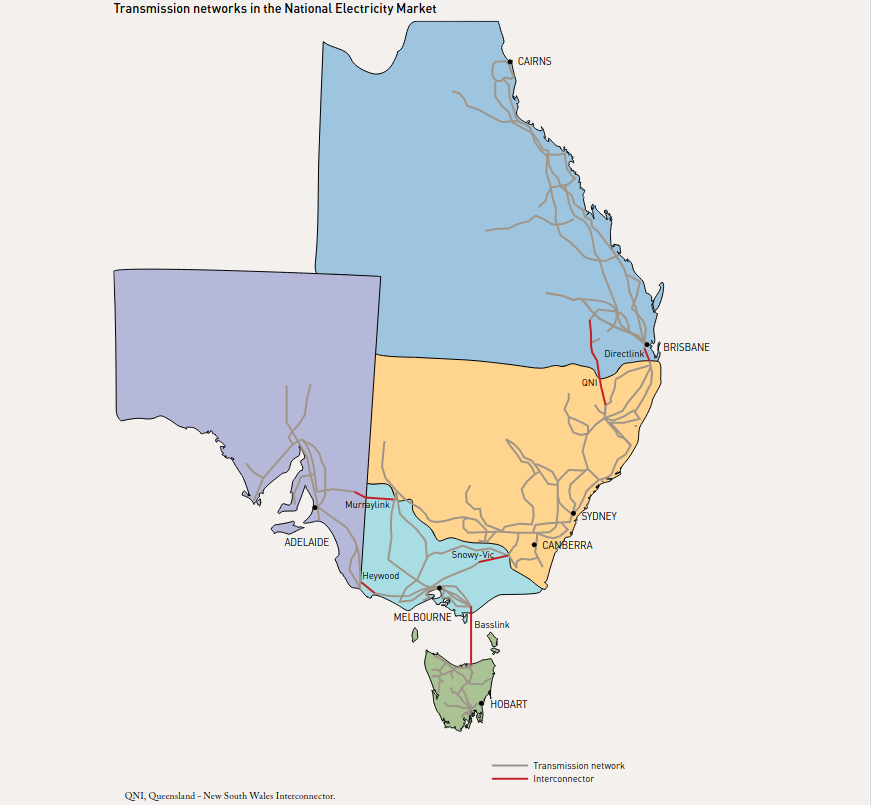 Transmission networks in the National Electricity Market
CAIRNS
BRISBANE
Directlink
QNI
Murraylink
SYDNEY
ADELAIDE
CANBERRA
Snowy-Vic
Heywood
MELBOURNE
Basslink
HOBART
Transmission network
Interconnector
QNI, Queensland - New South Wales Interconnector.